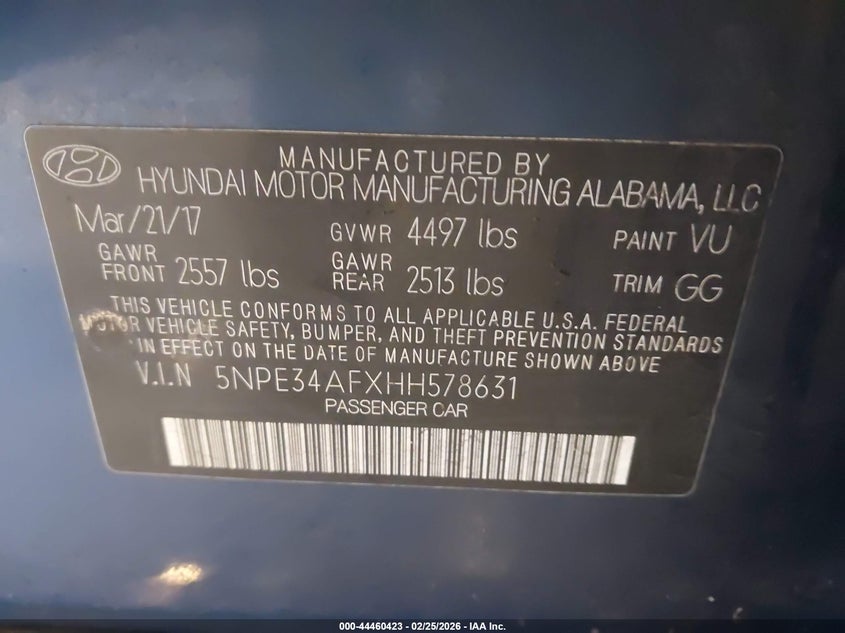 MANUFACTURED BY
HYUNDAI MOTOR MANUFACTURING ALABAMA, LLC
Mar/21/17 GVWR 4497 lbs PAINT VU
GAWR FRONT 2557 lbs GAWR REAR 2513 lbs TRIM GG
THIS VEHICLE CONFORMS TO ALL APPLICABLE U.S.A. FEDERAL
MOTOR VEHICLE SAFETY, BUMPER, AND THEFT PREVENTION STANDARDS
IN EFFECT ON THE DATE OF MANUFACTURE SHOWN ABOVE
V.I.N 5NPE34AFXHH578631
PASSENGER CAR
000-44460423 - 02/25/2026 - IAA Inc.